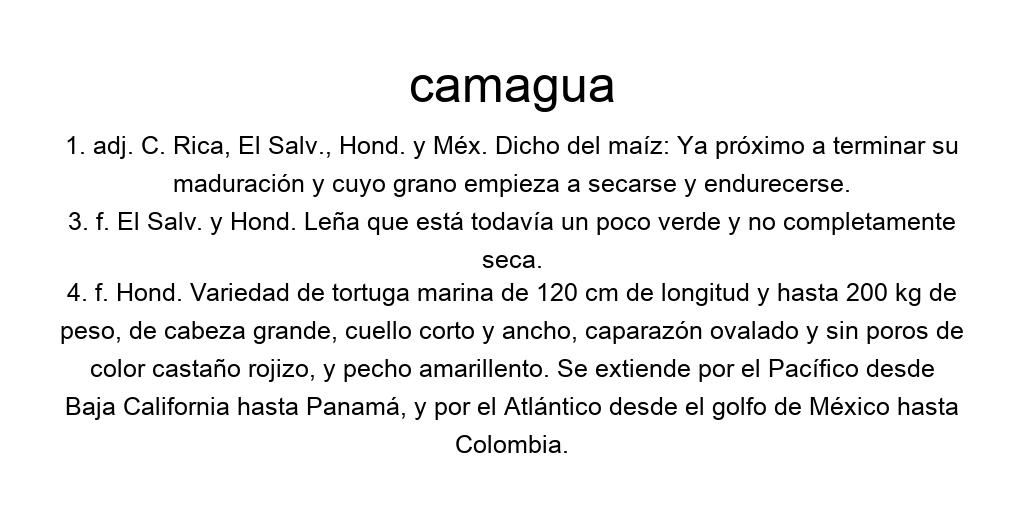 camagua
1. adj. C. Rica, El Salv., Hond. y Méx. Dicho del maíz: Ya próximo a terminar su
maduración y cuyo grano empieza a secarse y endurecerse.
3. f. El Salv. y Hond. Leña que está todavía un poco verde y no completamente
seca.
4. f. Hond. Variedad de tortuga marina de 120 cm de longitud y hasta 200 kg de
peso, de cabeza grande, cuello corto y ancho, caparazón ovalado y sin poros de
color castaño rojizo, y pecho amarillento. Se extiende por el Pacífico desde
Baja California hasta Panamá, y por el Atlántico desde el golfo de México hasta
Colombia.